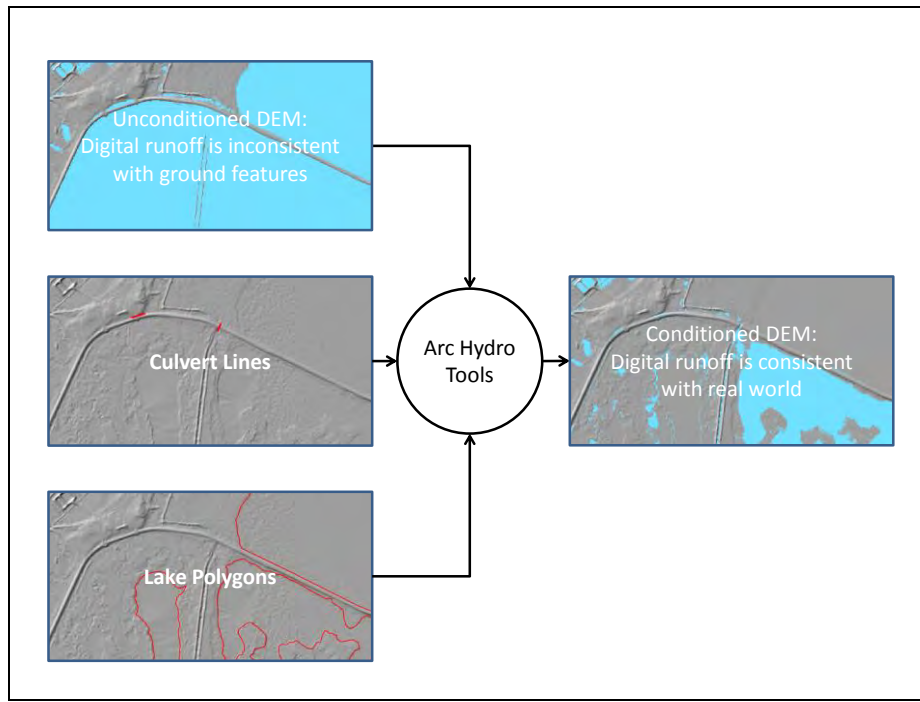 Unconditioned DEM:
Digital runoff is inconsistent
with ground features
Culvert Lines
Lake Polygons
Arc Hydro
Tools
Conditioned DEM:
Digital runoff is consistent
with real world